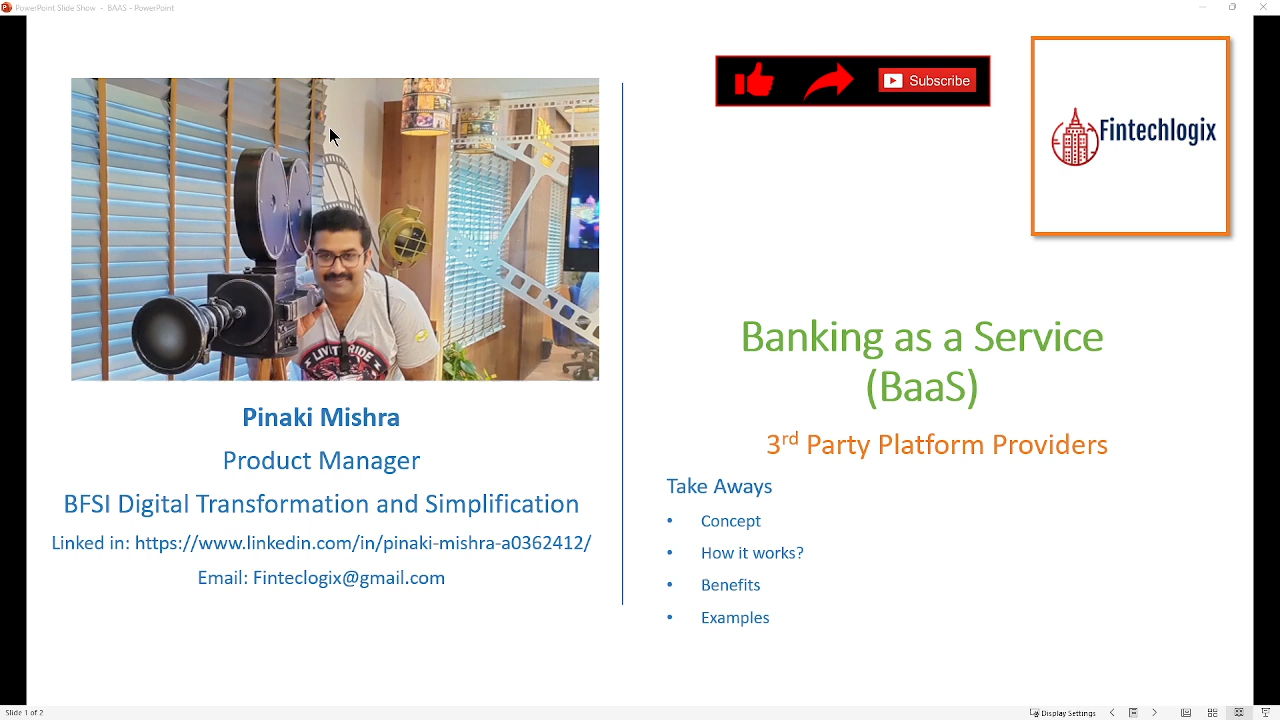 PowerPoint Slide Show - BAAS - PowerPoint
Subscribe
Fintechlogix
LIVIT RIDE
Banking as a Service
(BaaS)
3rd Party Platform Providers
Pinaki Mishra
Product Manager
BFSI Digital Transformation and Simplification
Linked in: https://www.linkedin.com/in/pinaki-mishra-a0362412/
Email: Finteclogix@gmail.com
Take Aways
• Concept
• How it works?
• Benefits
• Examples
Slide 1 of 2
Display Settings